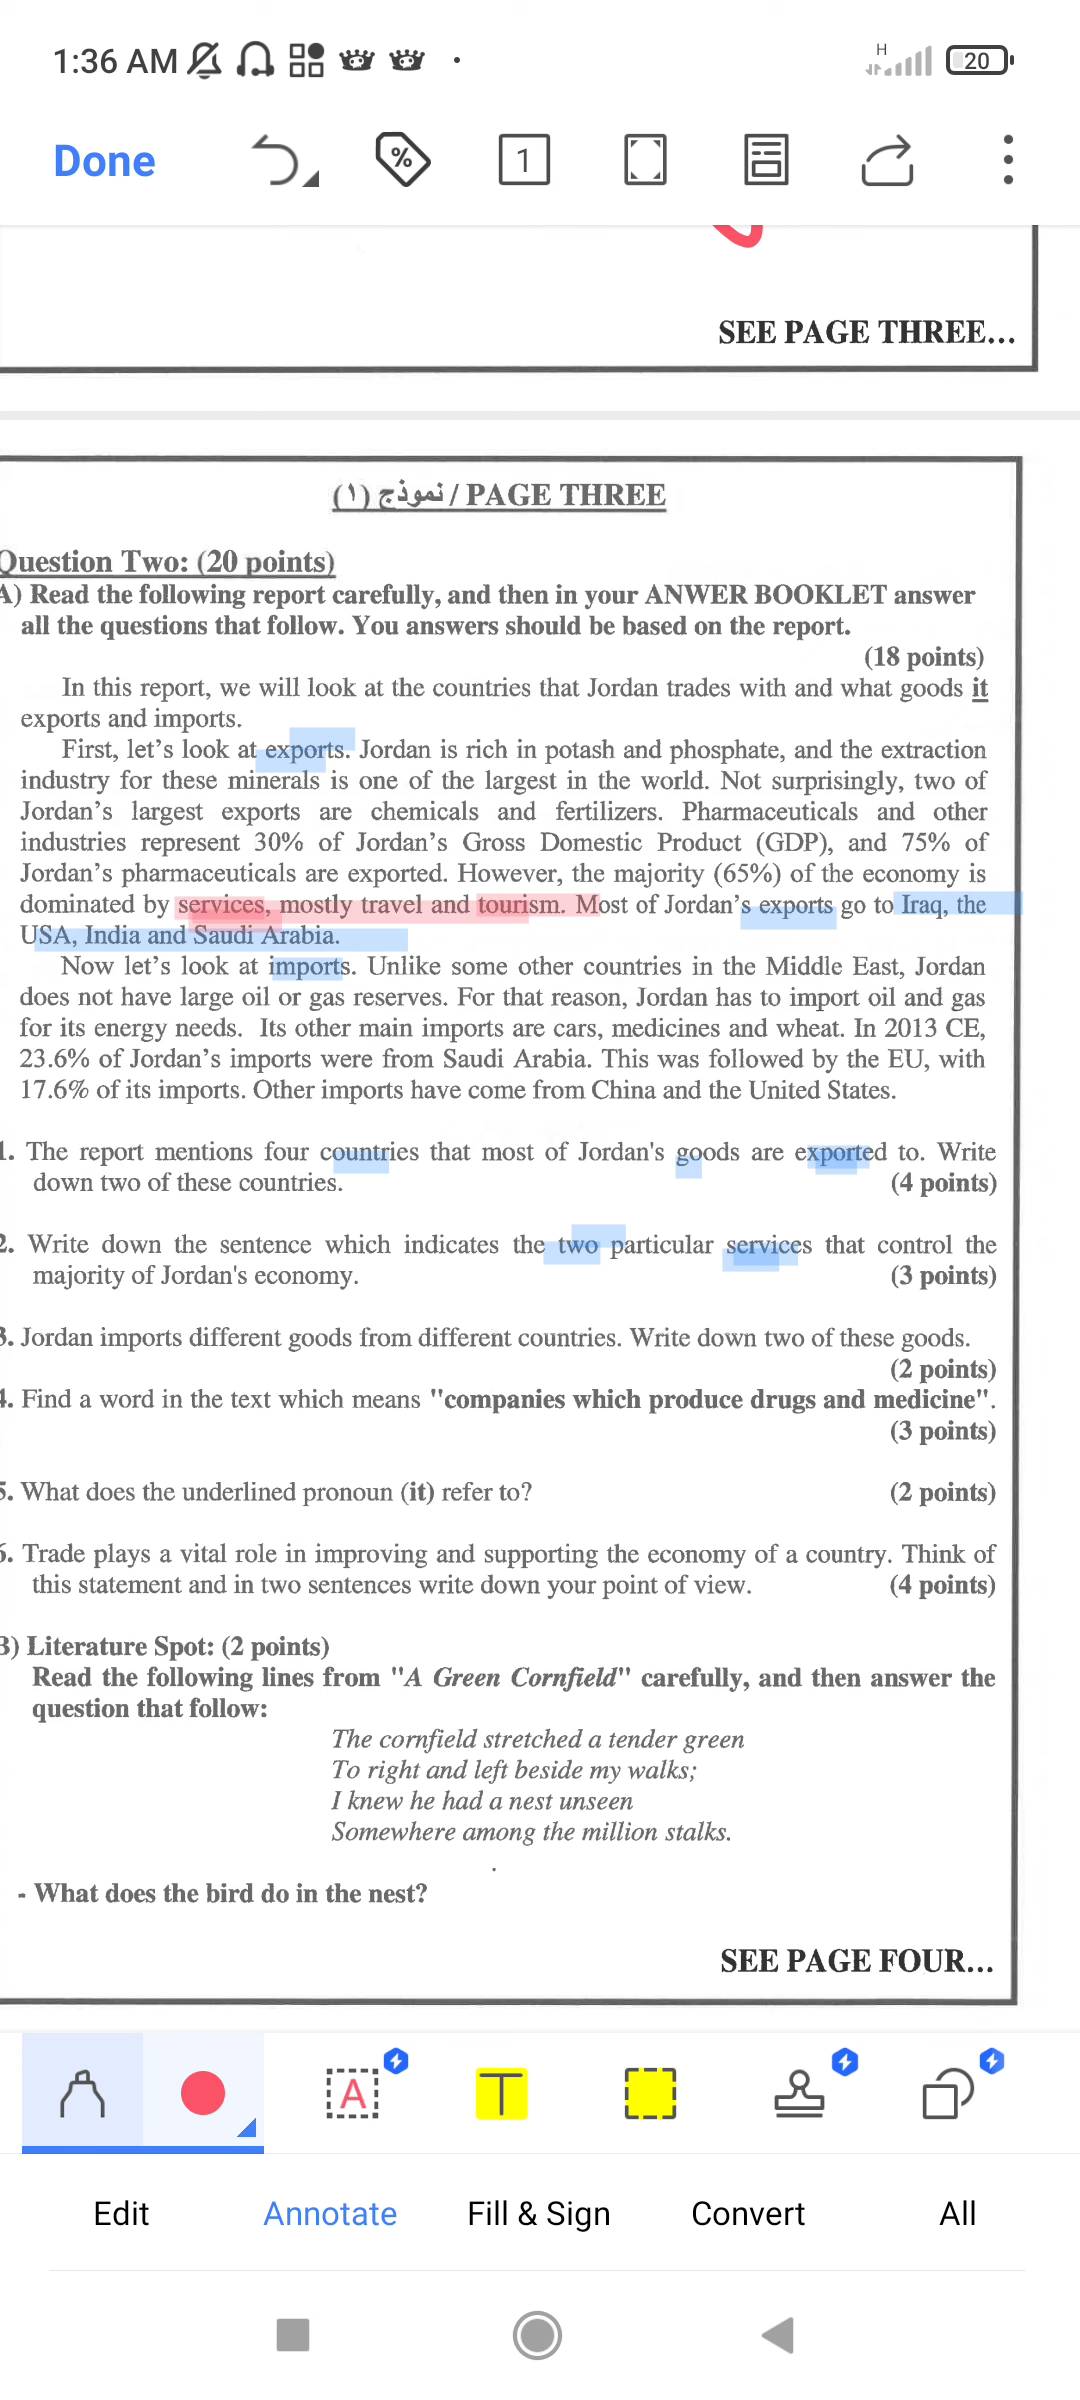 1:36 AM
H
20
Done
%
1
SEE PAGE THREE...
PAGE THREE / نموذج (١)
Question Two: (20 points)
A) Read the following report carefully, and then in your ANWER BOOKLET answer
all the questions that follow. You answers should be based on the report.
(18 points)
In this report, we will look at the countries that Jordan trades with and what goods it
exports and imports.
First, let's look at exports. Jordan is rich in potash and phosphate, and the extraction
industry for these minerals is one of the largest in the world. Not surprisingly, two of
Jordan's largest exports are chemicals and fertilizers. Pharmaceuticals and other
industries represent 30% of Jordan's Gross Domestic Product (GDP), and 75% of
Jordan's pharmaceuticals are exported. However, the majority (65%) of the economy is
dominated by services, mostly travel and tourism. Most of Jordan's exports go to Iraq, the
USA, India and Saudi Arabia.
Now let's look at imports. Unlike some other countries in the Middle East, Jordan
does not have large oil or gas reserves. For that reason, Jordan has to import oil and gas
for its energy needs. Its other main imports are cars, medicines and wheat. In 2013 CE,
23.6% of Jordan's imports were from Saudi Arabia. This was followed by the EU, with
17.6% of its imports. Other imports have come from China and the United States.
1. The report mentions four countries that most of Jordan's goods are exported to. Write
down two of these countries. (4 points)
2. Write down the sentence which indicates the two particular services that control the
majority of Jordan's economy. (3 points)
3. Jordan imports different goods from different countries. Write down two of these goods.
(2 points)
4. Find a word in the text which means "companies which produce drugs and medicine".
(3 points)
5. What does the underlined pronoun (it) refer to? (2 points)
6. Trade plays a vital role in improving and supporting the economy of a country. Think of
this statement and in two sentences write down your point of view. (4 points)
B) Literature Spot: (2 points)
Read the following lines from "A Green Cornfield" carefully, and then answer the
question that follow:
The cornfield stretched a tender green
To right and left beside my walks;
I knew he had a nest unseen
Somewhere among the million stalks.
- What does the bird do in the nest?
SEE PAGE FOUR...
A
T
Edit
Annotate
Fill & Sign
Convert
All